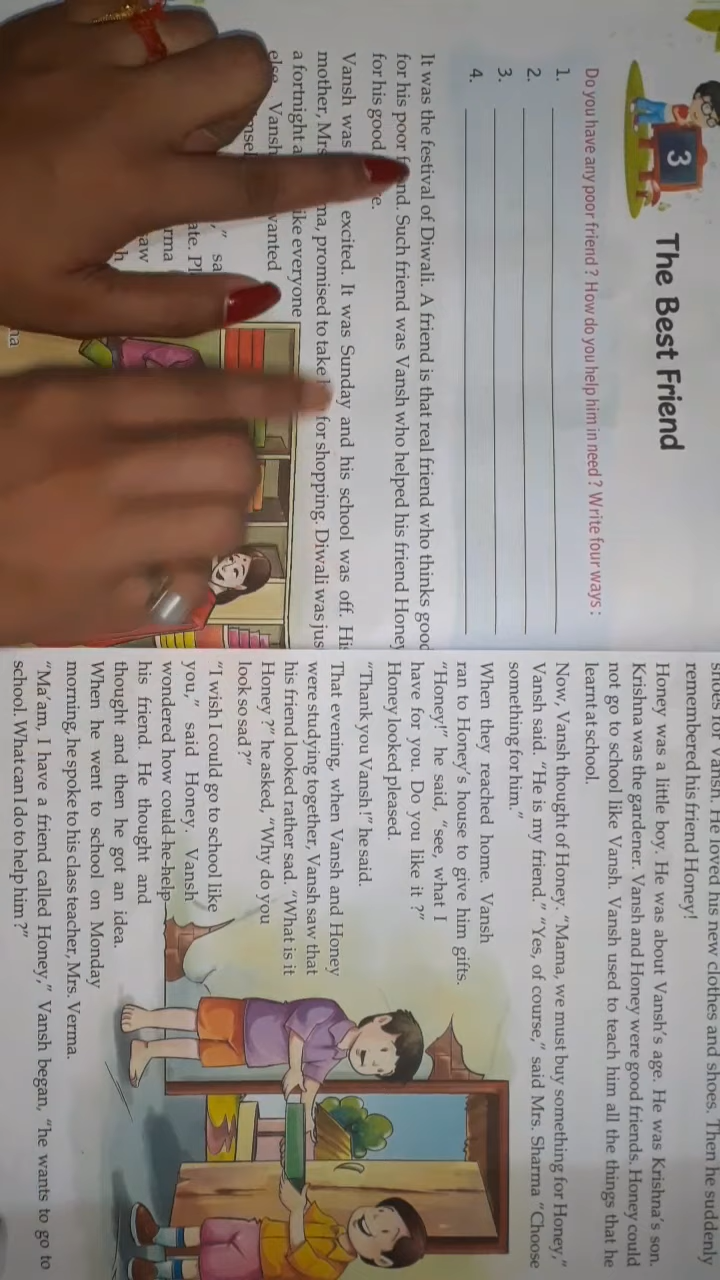 3
The Best Friend
Do you have any poor friend ? How do you help him in need ? Write four ways :
1.
2.
3.
4.
It was the festival of Diwali. A friend is that real friend who thinks good
for his poor friend. Such friend was Vansh who helped his friend Honey
for his good
Vansh was excited. It was Sunday and his school was off. Hi
mother, Mrs promised to take for shopping. Diwali was jus
a fortnight a like everyone
else. Vansh wanted
shoes for Vansh. He loved his new clothes and shoes. Then he suddenly
remembered his friend Honey!
Honey was a little boy. He was about Vansh's age. He was Krishna's son.
Krishna was the gardener. Vansh and Honey were good friends. Honey could
not go to school like Vansh. Vansh used to teach him all the things that he
learnt at school.
Now, Vansh thought of Honey. “Mama, we must buy something for Honey,”
Vansh said. “He is my friend.” “Yes, of course,” said Mrs. Sharma “Choose
something for him.”
When they reached home. Vansh
ran to Honey's house to give him gifts.
“Honey!” he said, “see, what I
have for you. Do you like it ?”
Honey looked pleased.
“Thank you Vansh!” he said.
That evening, when Vansh and Honey
were studying together, Vansh saw that
his friend looked rather sad. “What is it
Honey ?” he asked, “Why do you
look so sad ?”
“I wish I could go to school like
you,” said Honey. Vansh
wondered how could he help
his friend. He thought and
thought and then he got an idea.
When he went to school on Monday
morning, he spoke to his class teacher, Mrs. Verma.
“Ma'am, I have a friend called Honey,” Vansh began, “he wants to go to
school. What can I do to help him ?”